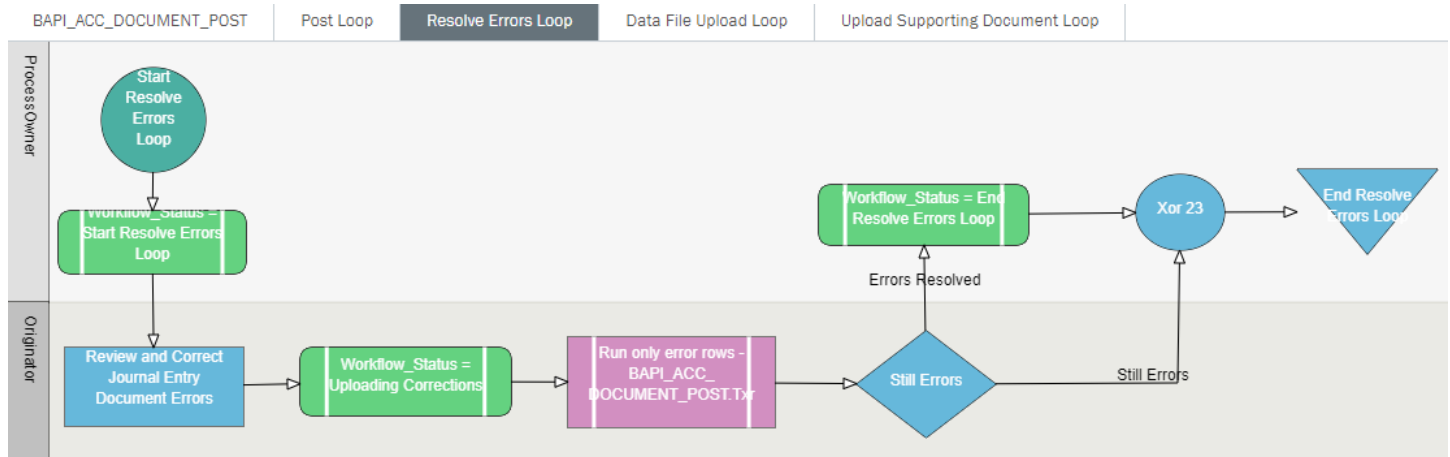 BAPI_ACC_DOCUMENT_POST
Post Loop
Resolve Errors Loop
Data File Upload Loop
Upload Supporting Document Loop
ProcessOwner
Start
Resolve
Errors
Loop
Workflow_Status =
Start Resolve Errors
Loop
Workflow_Status = End
Resolve Errors Loop
Xor 23
End Resolve
Errors Loop
Errors Resolved
Originator
Review and Correct
Journal Entry
Document Errors
Workflow_Status =
Uploading Corrections
Run only error rows -
BAPI_ACC_
DOCUMENT_POST.Txr
Still Errors
Still Errors